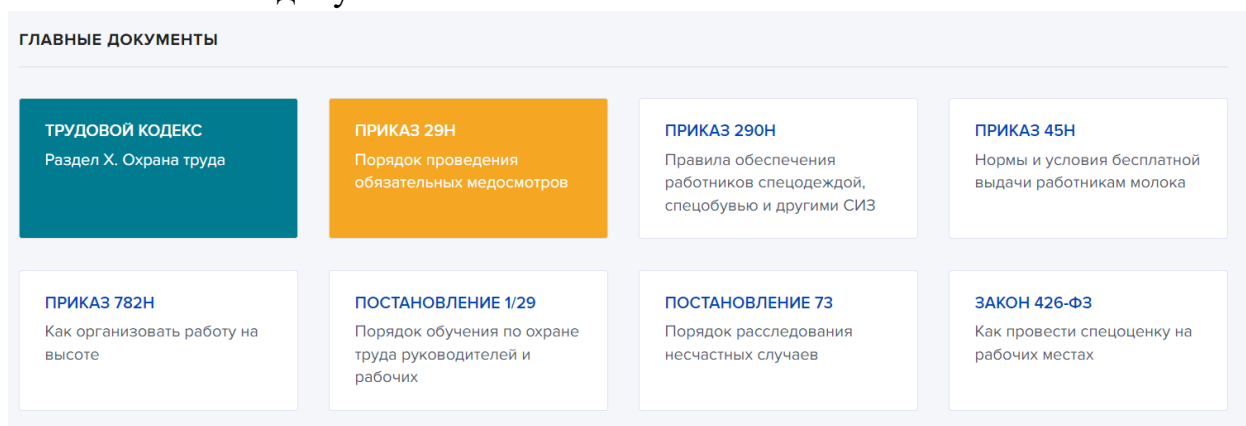 ГЛАВНЫЕ ДОКУМЕНТЫ
ТРУДОВОЙ КОДЕКС
Раздел X. Охрана труда
ПРИКАЗ 29Н
Порядок проведения
обязательных медосмотров
ПРИКАЗ 290Н
Правила обеспечения
работников спецодеждой,
спецобувью и другими СИЗ
ПРИКАЗ 45Н
Нормы и условия бесплатной
выдачи работникам молока
ПРИКАЗ 782Н
Как организовать работу на
высоте
ПОСТАНОВЛЕНИЕ 1/29
Порядок обучения по охране
труда руководителей и
рабочих
ПОСТАНОВЛЕНИЕ 73
Порядок расследования
несчастных случаев
ЗАКОН 426-ФЗ
Как провести спецоценку на
рабочих местах